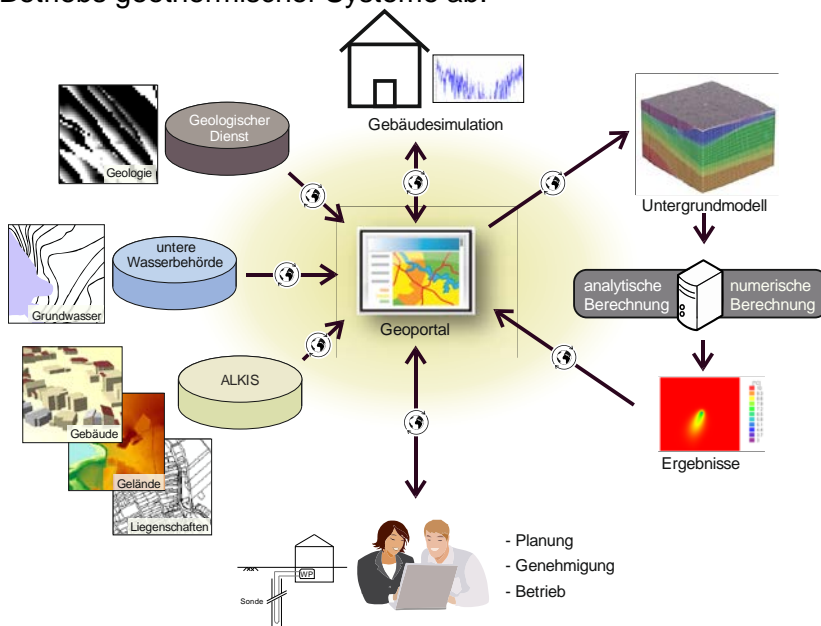 Betriebs geothermischer Systeme ab.
Gebäudesimulation
Geologischer
Dienst
Geologie
Untergrundmodell
untere
Wasserbehörde
Grundwasser
analytische
Berechnung
numerische
Berechnung
Geoportal
ALKIS
Gebäude
Gelände
Liegenschaften
Ergebnisse
WP
Sonde
- Planung
- Genehmigung
- Betrieb